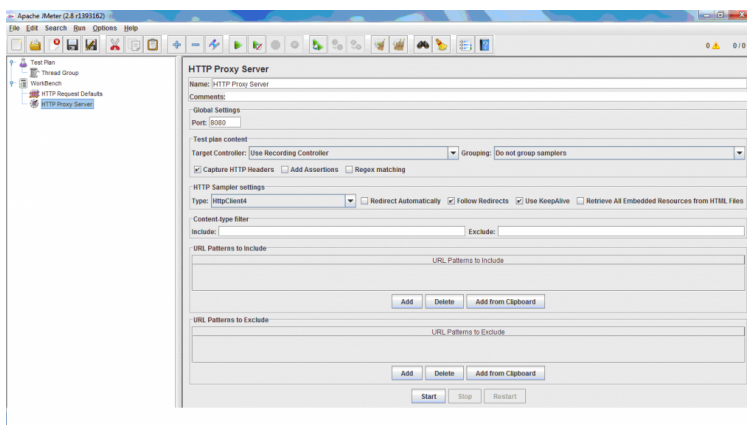 Apache JMeter (2.8 r1393162)
File Edit Search Run Options Help
0 0/0
Test Plan
Thread Group
WorkBench
HTTP Request Defaults
HTTP Proxy Server
HTTP Proxy Server
Name: HTTP Proxy Server
Comments:
Global Settings
Port: 8080
Test plan content
Target Controller: Use Recording Controller Grouping: Do not group samplers
Capture HTTP Headers Add Assertions Regex matching
HTTP Sampler settings
Type: HttpClient4 Redirect Automatically Follow Redirects Use KeepAlive Retrieve All Embedded Resources from HTML Files
Content-type filter
Include: Exclude:
URL Patterns to Include
URL Patterns to Include
Add Delete Add from Clipboard
URL Patterns to Exclude
URL Patterns to Exclude
Add Delete Add from Clipboard
Start Stop Restart